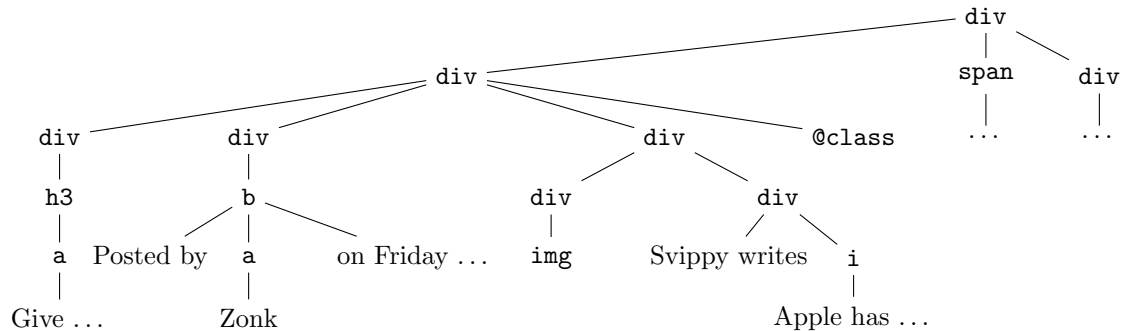 div
div span div
div div div @class ... ...
h3 b div div
a Posted by a on Friday ... img Svippy writes i
Give ... Zonk Apple has ...